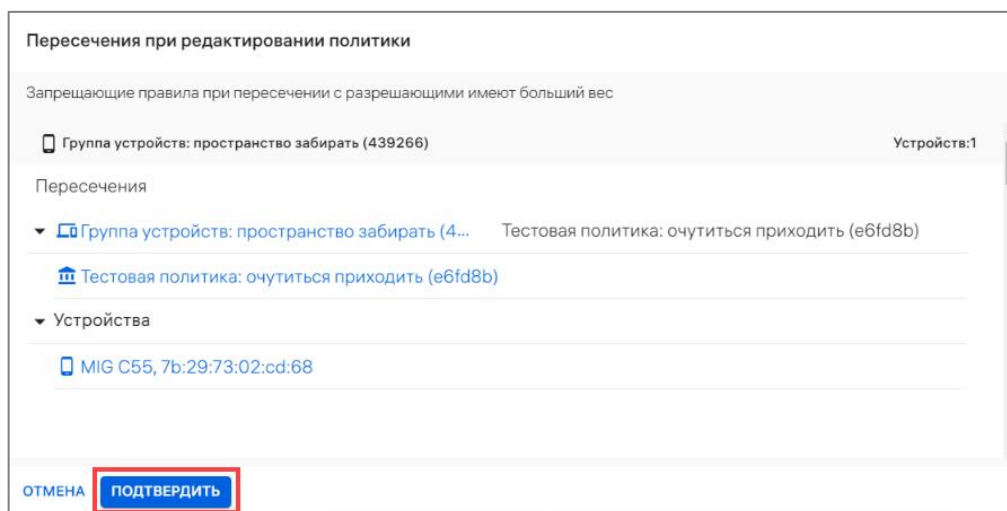 Пересечения при редактировании политики
Запрещающие правила при пересечении с разрешающими имеют больший вес
Группа устройств: пространство забирать (439266) Устройств:1
Пересечения
Группа устройств: пространство забирать (4... Тестовая политика: очутиться приходить (e6fd8b)
Тестовая политика: очутиться приходить (e6fd8b)
Устройства
MIG C55, 7b:29:73:02:cd:68
ОТМЕНА ПОДТВЕРДИТЬ